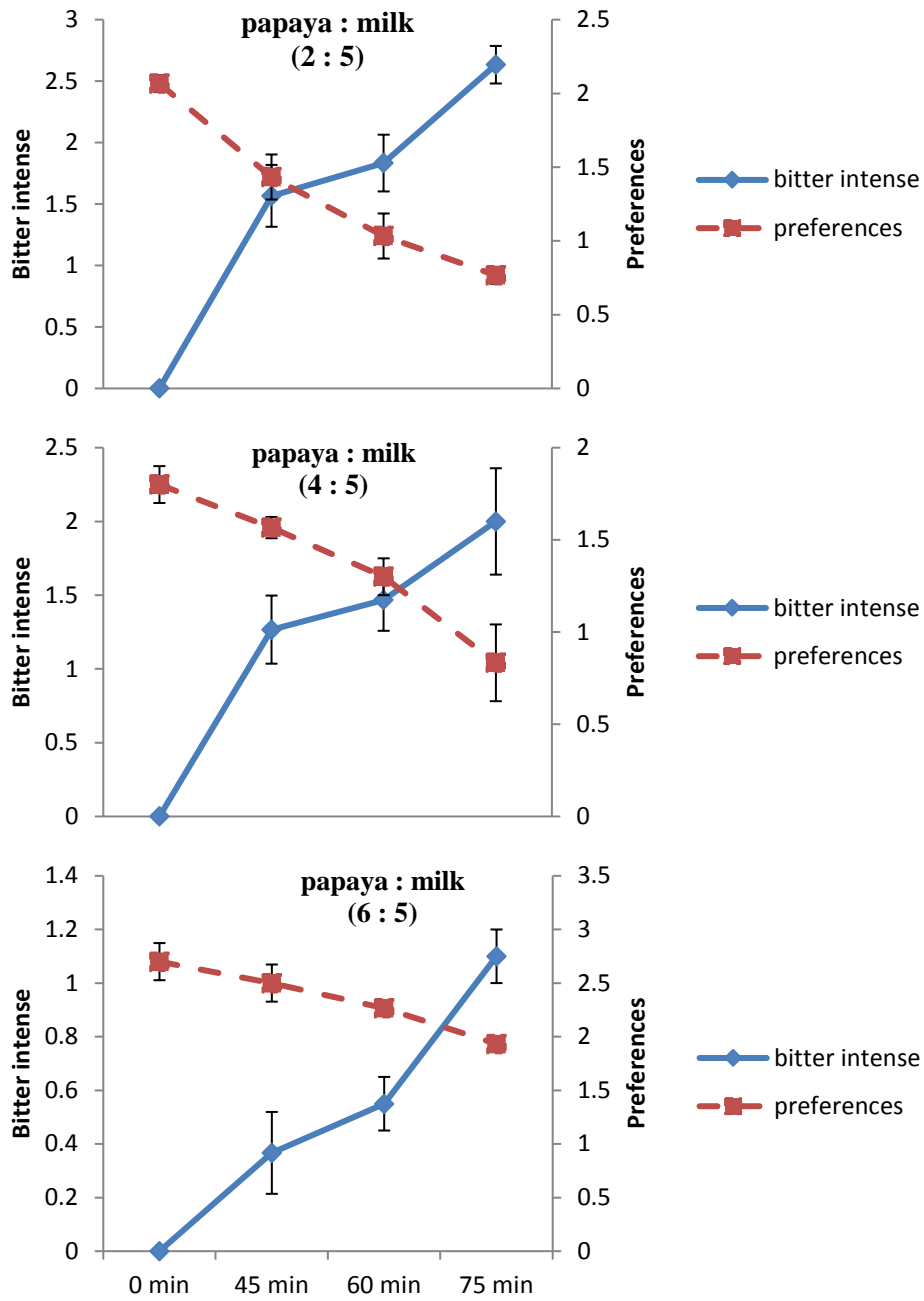 papaya : milk
(2 : 5)
3
2.5
2
1.5
1
0.5
0
Bitter intense
2.5
2
1.5
1
0.5
0
Preferences
bitter intense
preferences
papaya : milk
(4 : 5)
2.5
2
1.5
1
0.5
0
Bitter intense
2
1.5
1
0.5
0
Preferences
bitter intense
preferences
papaya : milk
(6 : 5)
1.4
1.2
1
0.8
0.6
0.4
0.2
0
Bitter intense
3.5
3
2.5
2
1.5
1
0.5
0
Preferences
bitter intense
preferences
0 min 45 min 60 min 75 min